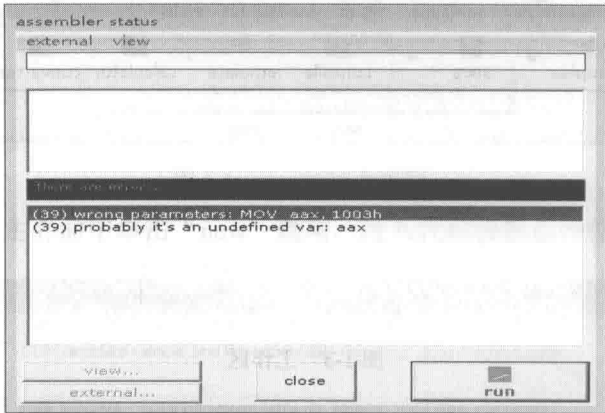 assembler status
external view
There are errors.
(39) wrong parameters: MOV aax, 1003h
(39) probably it's an undefined var: aax
view...
external...
close
run